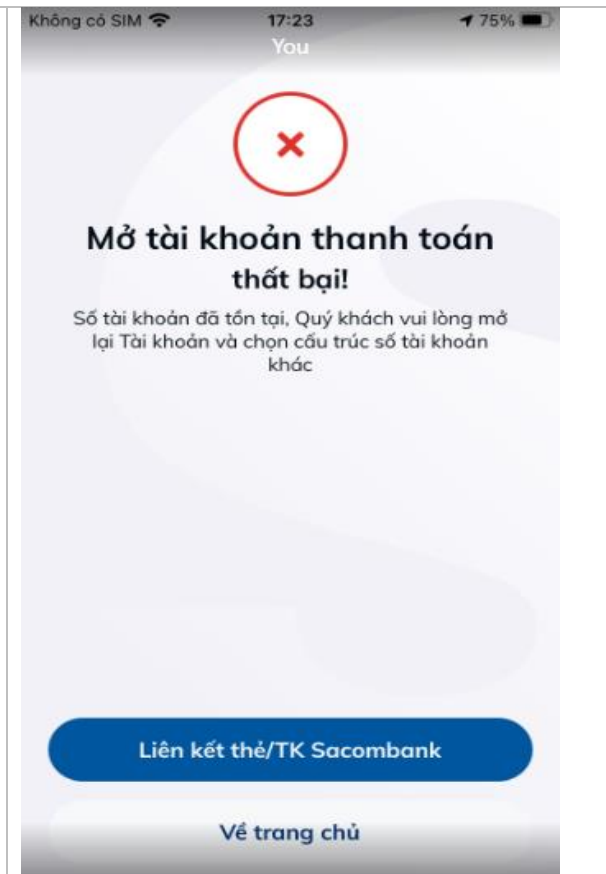 Không có SIM 17:23 75%
You
Mở tài khoản thanh toán
thất bại!
Số tài khoản đã tồn tại, Quý khách vui lòng mở
lại Tài khoản và chọn cấu trúc số tài khoản
khác
Liên kết thẻ/TK Sacombank
Về trang chủ